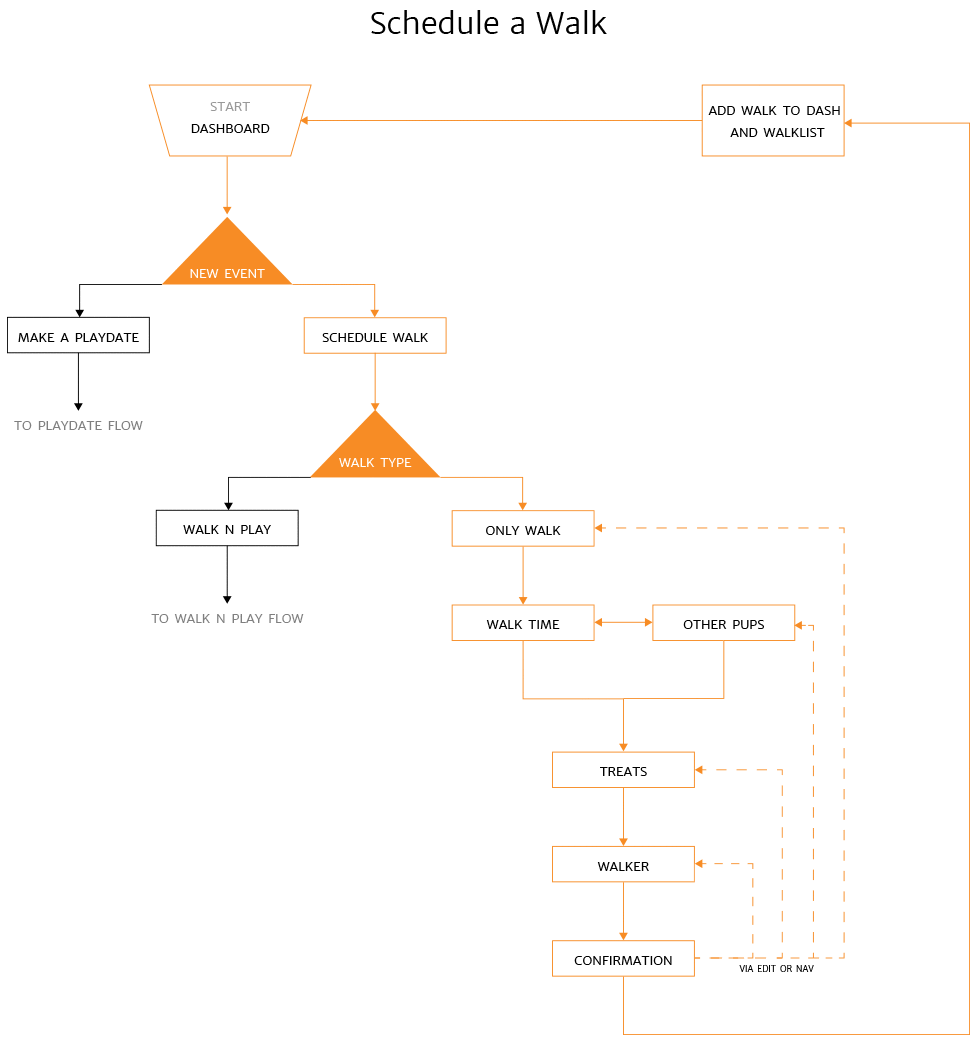 Schedule a Walk
START
DASHBOARD
ADD WALK TO DASH
AND WALKLIST
NEW EVENT
MAKE A PLAYDATE
SCHEDULE WALK
TO PLAYDATE FLOW
WALK TYPE
WALK N PLAY
ONLY WALK
TO WALK N PLAY FLOW
WALK TIME
OTHER PUPS
TREATS
WALKER
CONFIRMATION
VIA EDIT OR NAV